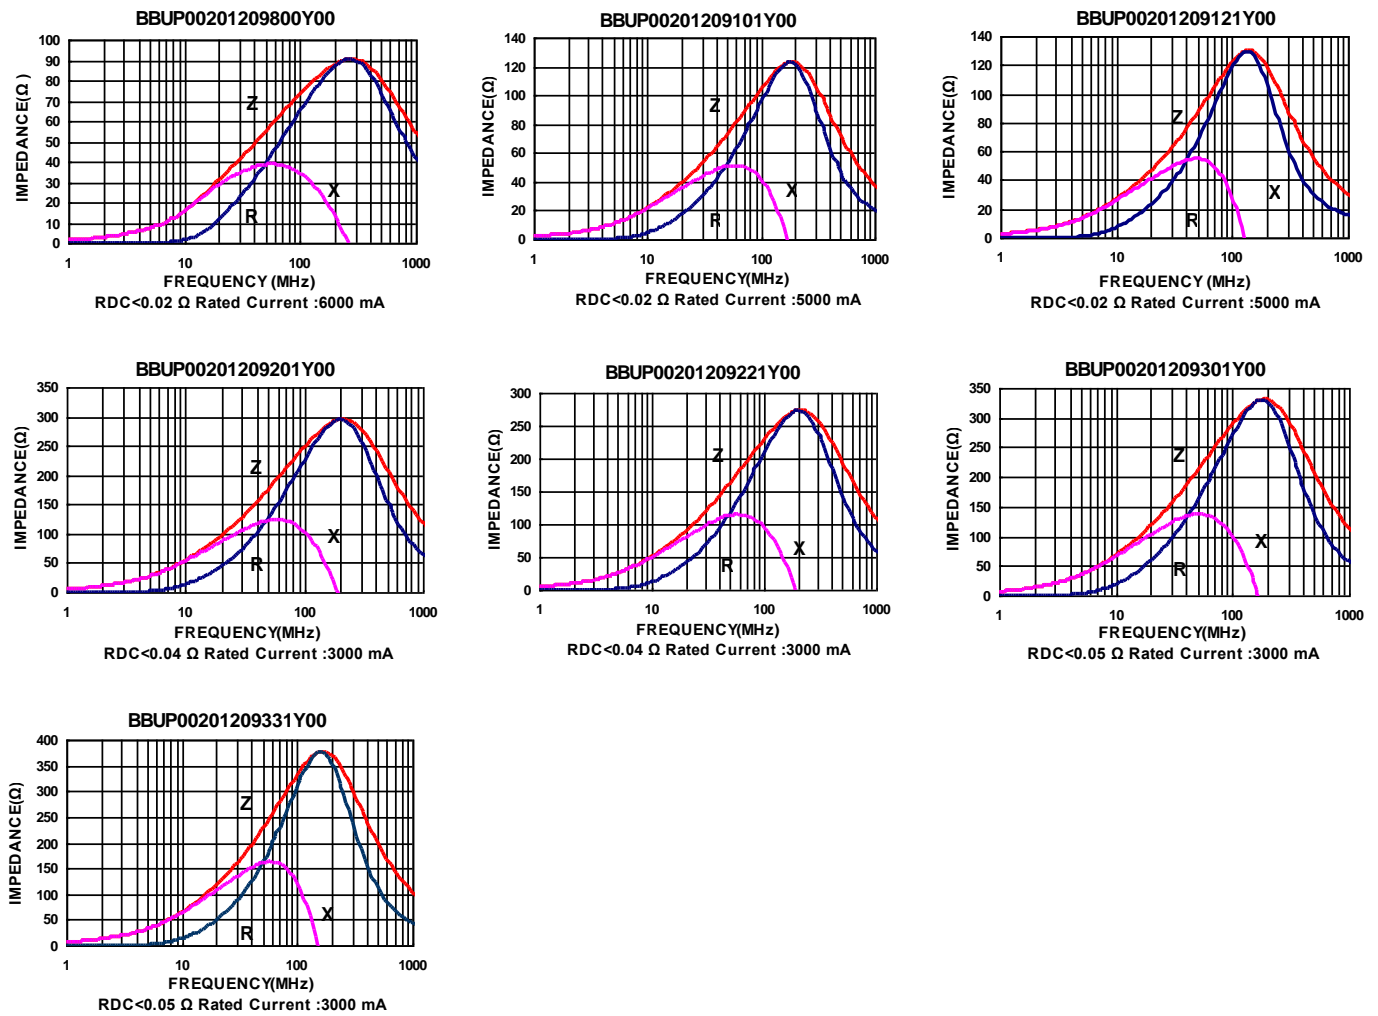 BBUP00201209800Y00
IMPEDANCE(Ω)
100
90
80
70
60
50
40
30
20
10
0
Z
X
R
1 10 100 1000
FREQUENCY(MHz)
RDC<0.02 Ω Rated Current :6000 mA
BBUP00201209101Y00
IMPEDANCE(Ω)
140
120
100
80
60
40
20
0
Z
X
R
1 10 100 1000
FREQUENCY(MHz)
RDC<0.02 Ω Rated Current :5000 mA
BBUP00201209121Y00
IMPEDANCE(Ω)
140
120
100
80
60
40
20
0
Z
X
R
1 10 100 1000
FREQUENCY (MHz)
RDC<0.02 Ω Rated Current :5000 mA
BBUP00201209201Y00
IMPEDANCE(Ω)
350
300
250
200
150
100
50
0
Z
X
R
1 10 100 1000
FREQUENCY(MHz)
RDC<0.04 Ω Rated Current :3000 mA
BBUP00201209221Y00
IMPEDANCE(Ω)
300
250
200
150
100
50
0
Z
X
R
1 10 100 1000
FREQUENCY(MHz)
RDC<0.04 Ω Rated Current :3000 mA
BBUP00201209301Y00
IMPEDANCE(Ω)
350
300
250
200
150
100
50
0
Z
X
R
1 10 100 1000
FREQUENCY(MHz)
RDC<0.05 Ω Rated Current :3000 mA
BBUP00201209331Y00
IMPEDANCE(Ω)
400
350
300
250
200
150
100
50
0
Z
X
R
1 10 100 1000
FREQUENCY(MHz)
RDC<0.05 Ω Rated Current :3000 mA